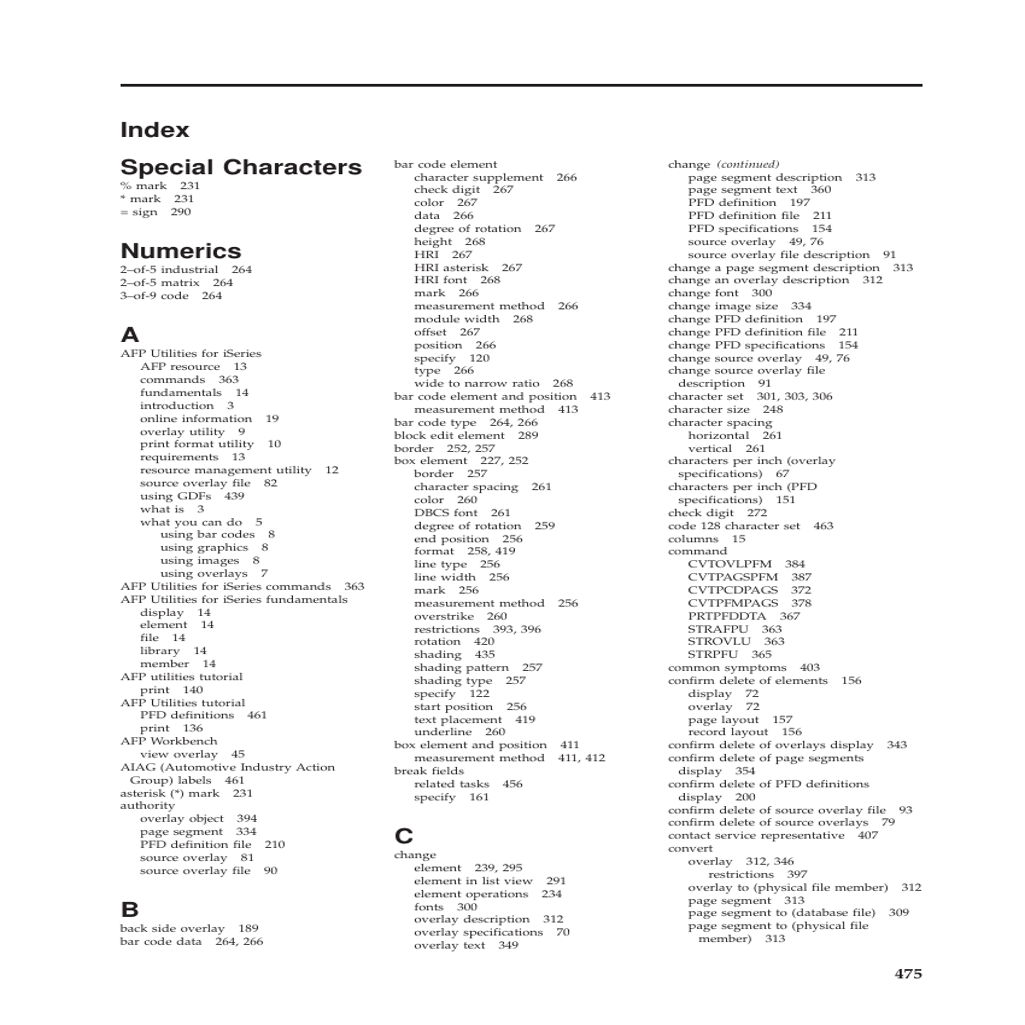 Index
Special Characters
% mark 231
* mark 231
= sign 290
Numerics
2–of-5 industrial 264
2–of-5 matrix 264
3–of-9 code 264
A
AFP Utilities for iSeries
AFP resource 13
commands 363
fundamentals 14
introduction 3
online information 19
overlay utility 9
print format utility 10
requirements 13
resource management utility 12
source overlay file 82
using GDFs 439
what is 3
what you can do 5
using bar codes 8
using graphics 8
using images 8
using overlays 7
AFP Utilities for iSeries commands 363
AFP Utilities for iSeries fundamentals
display 14
element 14
file 14
library 14
member 14
AFP utilities tutorial
print 140
AFP Utilities tutorial
PFD definitions 461
print 136
AFP Workbench
view overlay 45
AIAG (Automotive Industry Action
Group) labels 461
asterisk (*) mark 231
authority
overlay object 394
page segment 334
PFD definition file 210
source overlay 81
source overlay file 90
B
back side overlay 189
bar code data 264, 266
bar code element
character supplement 266
check digit 267
color 267
data 266
degree of rotation 267
height 268
HRI 267
HRI asterisk 267
HRI font 268
mark 266
measurement method 266
module width 268
offset 267
position 266
specify 120
type 266
wide to narrow ratio 268
bar code element and position 413
measurement method 413
bar code type 264, 266
block edit element 289
border 252, 257
box element 227, 252
border 257
character spacing 261
color 260
DBCS font 261
degree of rotation 259
end position 256
format 258, 419
line type 256
line width 256
mark 256
measurement method 256
overstrike 260
restrictions 393, 396
rotation 420
shading 435
shading pattern 257
shading type 257
specify 122
start position 256
text placement 419
underline 260
box element and position 411
measurement method 411, 412
break fields
related tasks 456
specify 161
C
change
element 239, 295
element in list view 291
element operations 234
fonts 300
overlay description 312
overlay specifications 70
overlay text 349
change (continued)
page segment description 313
page segment text 360
PFD definition 197
PFD definition file 211
PFD specifications 154
source overlay 49, 76
source overlay file description 91
change a page segment description 313
change an overlay description 312
change font 300
change image size 334
change PFD definition 197
change PFD definition file 211
change PFD specifications 154
change source overlay 49, 76
change source overlay file
description 91
character set 301, 303, 306
character size 248
character spacing
horizontal 261
vertical 261
characters per inch (overlay
specifications) 67
characters per inch (PFD
specifications) 151
check digit 272
code 128 character set 463
columns 15
command
CVTOVLPFM 384
CVTPAGSPFM 387
CVTPCDPAGS 372
CVTPFMPAGS 378
PRTPFDDTA 367
STRAFPU 363
STROVLU 363
STRPFU 365
common symptoms 403
confirm delete of elements 156
display 72
overlay 72
page layout 157
record layout 156
confirm delete of overlays display 343
confirm delete of page segments
display 354
confirm delete of PFD definitions
display 200
confirm delete of source overlay file 93
confirm delete of source overlays 79
contact service representative 407
convert
overlay 312, 346
restrictions 397
overlay to (physical file member) 312
page segment 313
page segment to (database file) 309
page segment to (physical file
member) 313
475